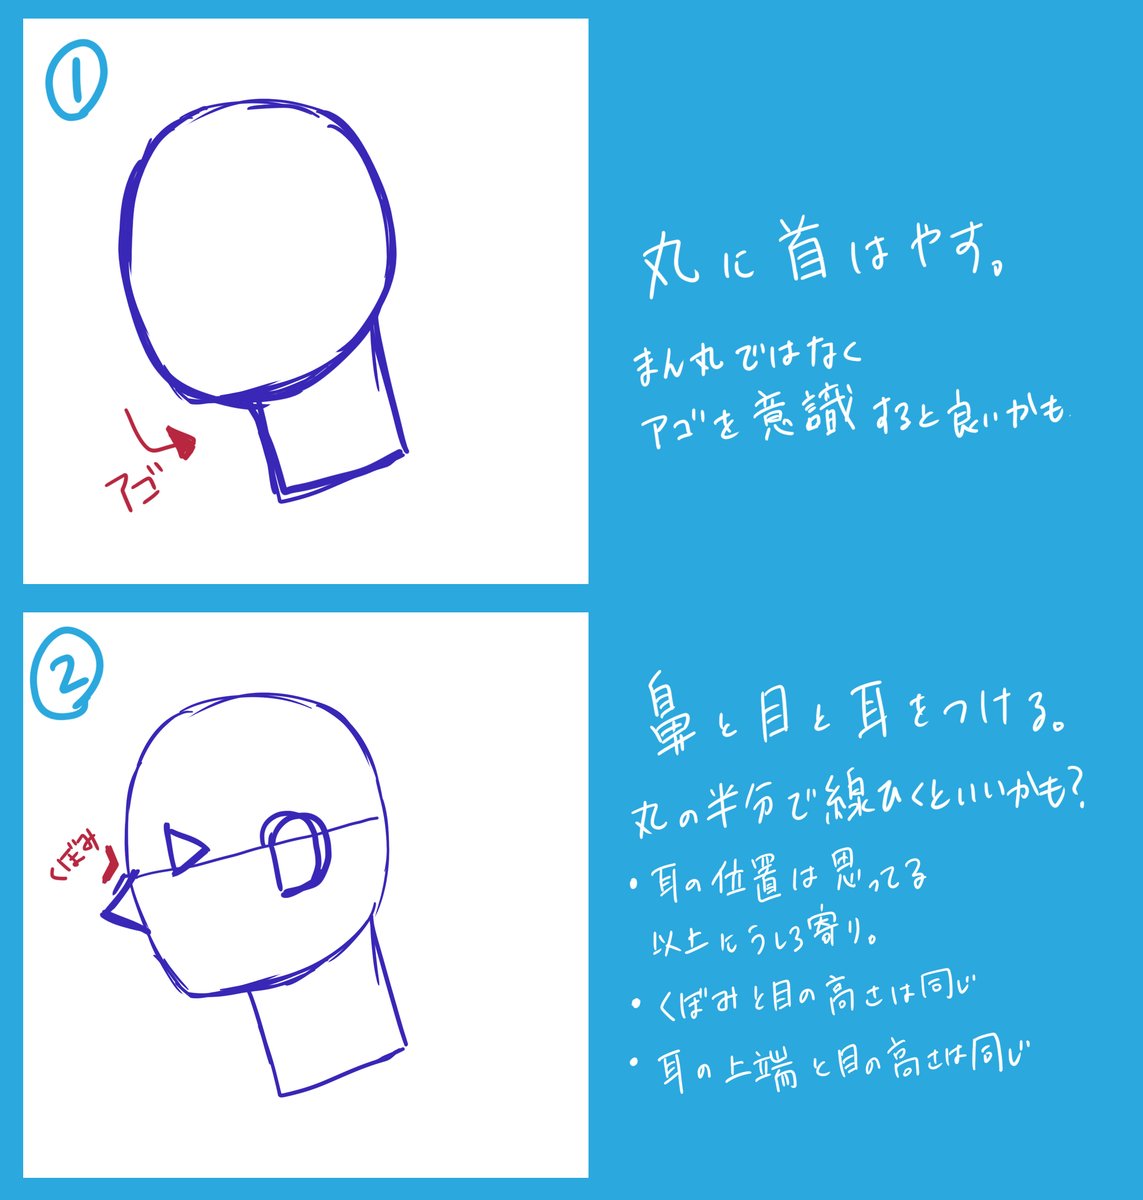 ①
丸に首はやす。
まん丸ではなく
アゴを意識すると良いかも
アゴ
②
鼻と目と耳をつける。
丸の半分で線ひくといいかも?
くぼみ
・耳の位置は思ってる
以上にうしろ寄り。
・くぼみと目の高さは同じ
・耳の上端と目の高さは同じ